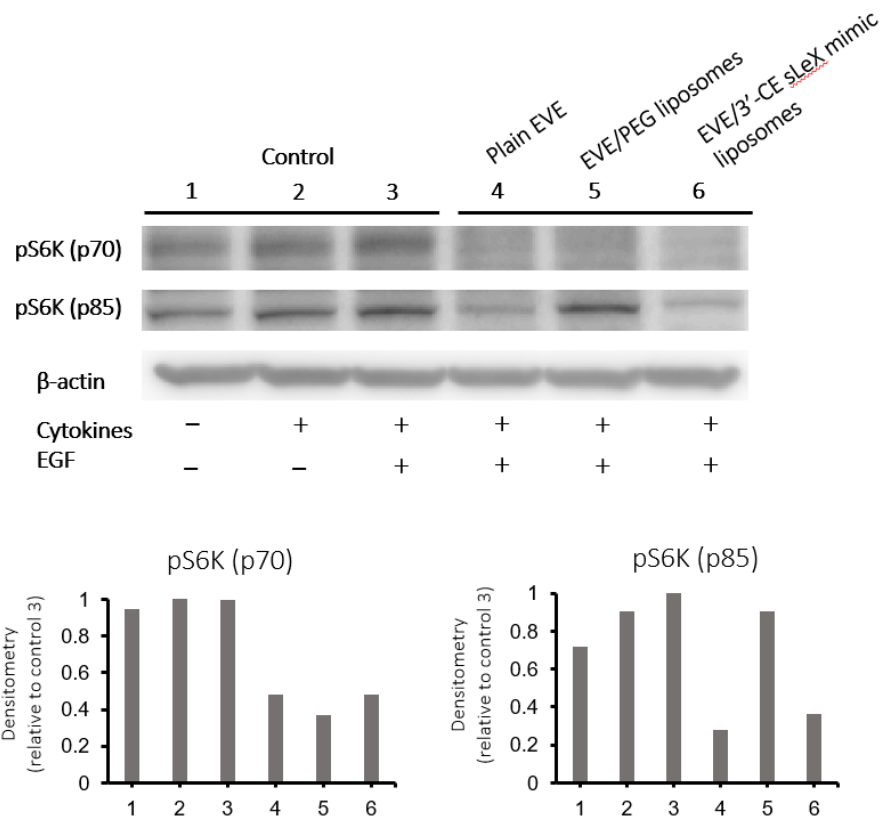 Plain EVE
EVE/PEG liposomes
EVE/3′-CE sLeX mimic
liposomes
Control
1 2 3 4 5 6
pS6K (p70)
pS6K (p85)
β-actin
Cytokines − + + + + +
EGF − − + + + +
pS6K (p70)
Densitometry
(relative to control 3)
1
0.8
0.6
0.4
0.2
0
1 2 3 4 5 6
pS6K (p85)
Densitometry
(relative to control 3)
1
0.8
0.6
0.4
0.2
0
1 2 3 4 5 6